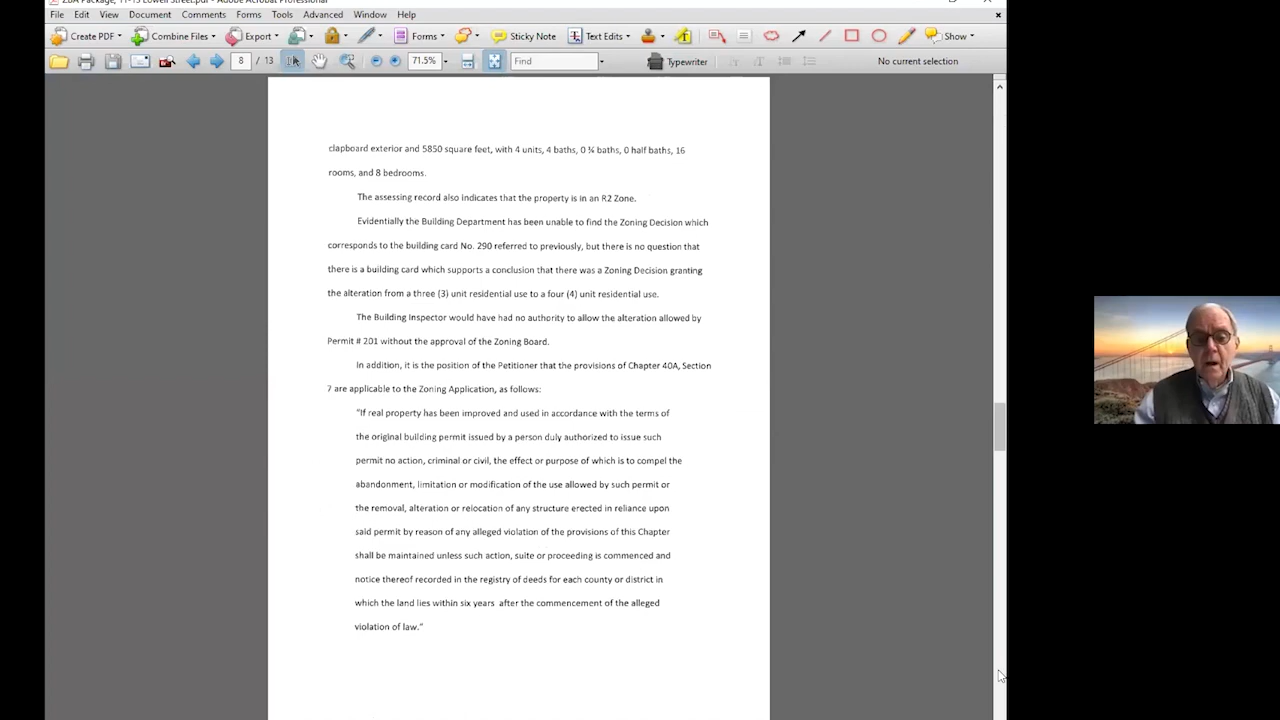 ZBA Package, 11-15 Lowell Street.pdf - Adobe Acrobat Professional
File Edit View Document Comments Forms Tools Advanced Window Help
Create PDF Combine Files Export Forms Sticky Note Text Edits Show
8 / 13 71.5% Find Typewriter No current selection
clapboard exterior and 5850 square feet, with 4 units, 4 baths, 0 ¾ baths, 0 half baths, 16
rooms, and 8 bedrooms.
The assessing record also indicates that the property is in an R2 Zone.
Evidentially the Building Department has been unable to find the Zoning Decision which
corresponds to the building card No. 290 referred to previously, but there is no question that
there is a building card which supports a conclusion that there was a Zoning Decision granting
the alteration from a three (3) unit residential use to a four (4) unit residential use.
The Building Inspector would have had no authority to allow the alteration allowed by
Permit # 201 without the approval of the Zoning Board.
In addition, it is the position of the Petitioner that the provisions of Chapter 40A, Section
7 are applicable to the Zoning Application, as follows:
"If real property has been improved and used in accordance with the terms of
the original building permit issued by a person duly authorized to issue such
permit no action, criminal or civil, the effect or purpose of which is to compel the
abandonment, limitation or modification of the use allowed by such permit or
the removal, alteration or relocation of any structure erected in reliance upon
said permit by reason of any alleged violation of the provisions of this Chapter
shall be maintained unless such action, suite or proceeding is commenced and
notice thereof recorded in the registry of deeds for each county or district in
which the land lies within six years after the commencement of the alleged
violation of law."